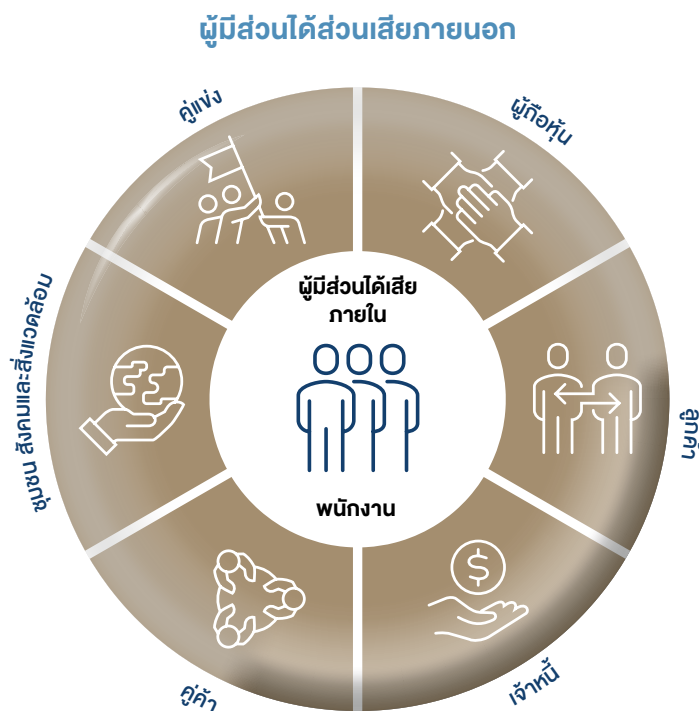 ผู้มีส่วนได้ส่วนเสียภายนอก
คู่แข่ง
ผู้ถือหุ้น
ผู้มีส่วนได้เสีย
ภายใน
ชุมชน สังคมและสิ่งแวดล้อม
ลูกค้า
พนักงาน
คู่ค้า
เจ้าหนี้
$